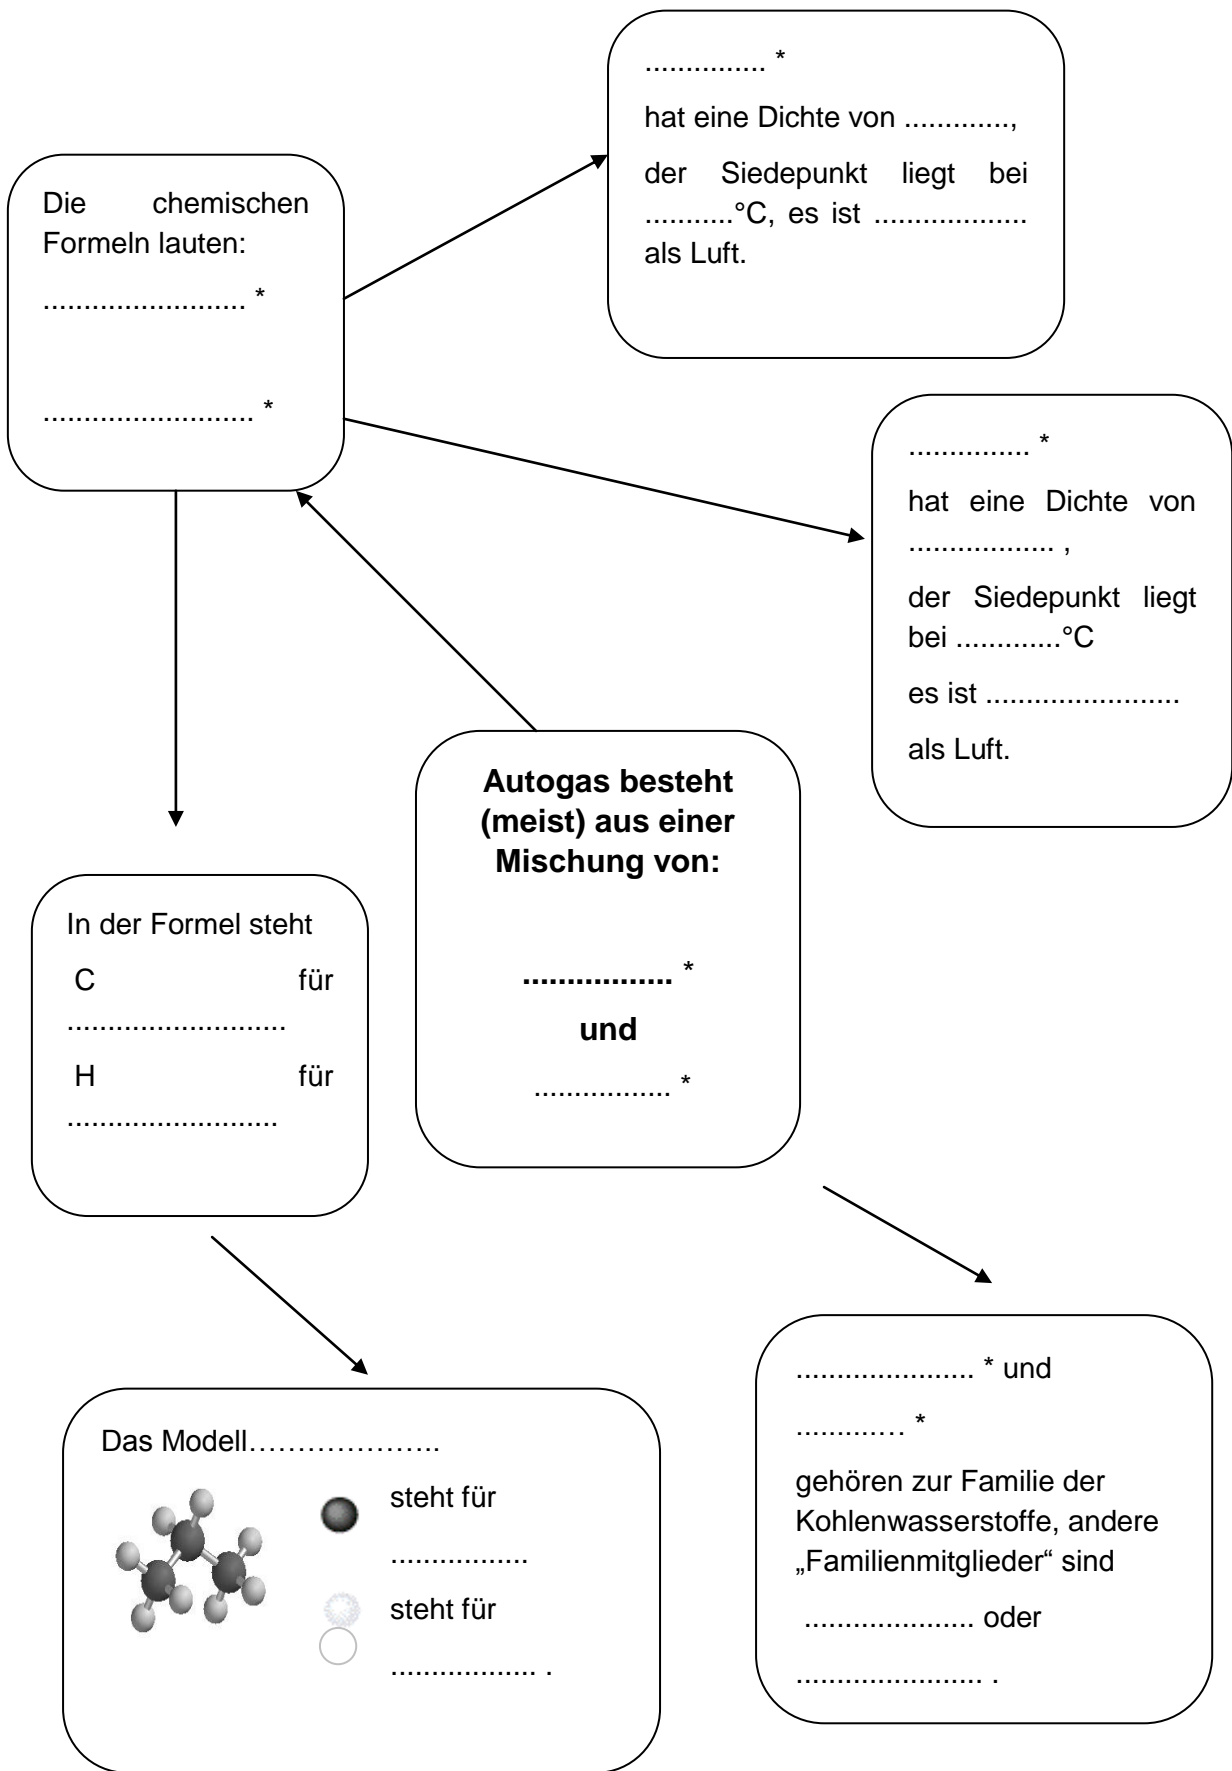 ............... *
hat eine Dichte von .............,
der Siedepunkt liegt bei
...........°C, es ist ...................
als Luft.
Die chemischen
Formeln lauten:
......................... *
.......................... *
............... *
hat eine Dichte von
.................. ,
der Siedepunkt liegt
bei .............°C
es ist ........................
als Luft.
Autogas besteht
(meist) aus einer
Mischung von:
................. *
und
................. *
In der Formel steht
C für
...........................
H für
..........................
...................... * und
............. *
gehören zur Familie der
Kohlenwasserstoffe, andere
„Familienmitglieder“ sind
..................... oder
....................... .
Das Modell………………..
steht für
.................
steht für
.................. .